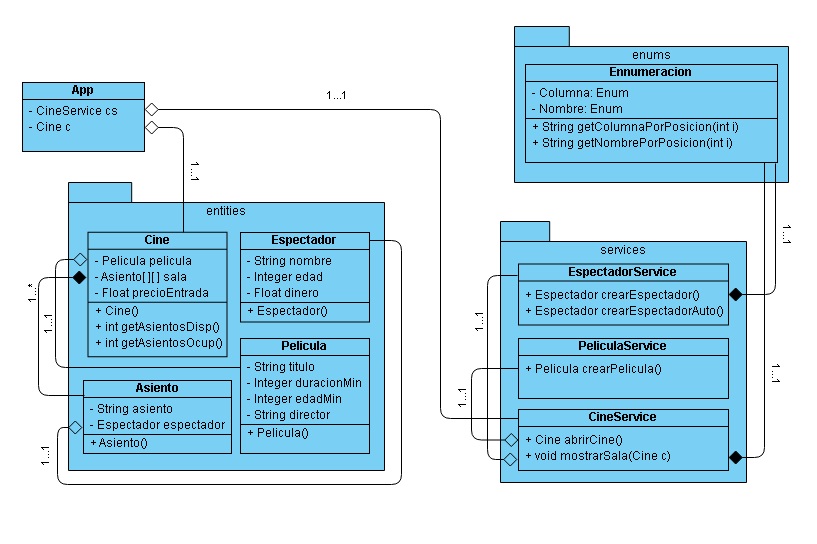 App
- CineService cs
- Cine c
1...1
1...1
enums
Ennumeracion
- Columna: Enum
- Nombre: Enum
+ String getColumnaPorPosicion(int i)
+ String getNombrePorPosicion(int i)
entities
Cine
- Pelicula pelicula
- Asiento[ ][ ] sala
- Float precioEntrada
+ Cine()
+ int getAsientosDisp()
+ int getAsientosOcup()
Espectador
- String nombre
- Integer edad
- Float dinero
+ Espectador()
1...*
1...1
Pelicula
- String titulo
- Integer duracionMin
- Integer edadMin
- String director
+ Pelicula()
Asiento
- String asiento
- Espectador espectador
+ Asiento()
1...1
services
EspectadorService
+ Espectador crearEspectador()
+ Espectador crearEspectadorAuto()
PeliculaService
+ Pelicula crearPelicula()
CineService
+ Cine abrirCine()
+ void mostrarSala(Cine c)
1...1
1...1
1...1
1...1